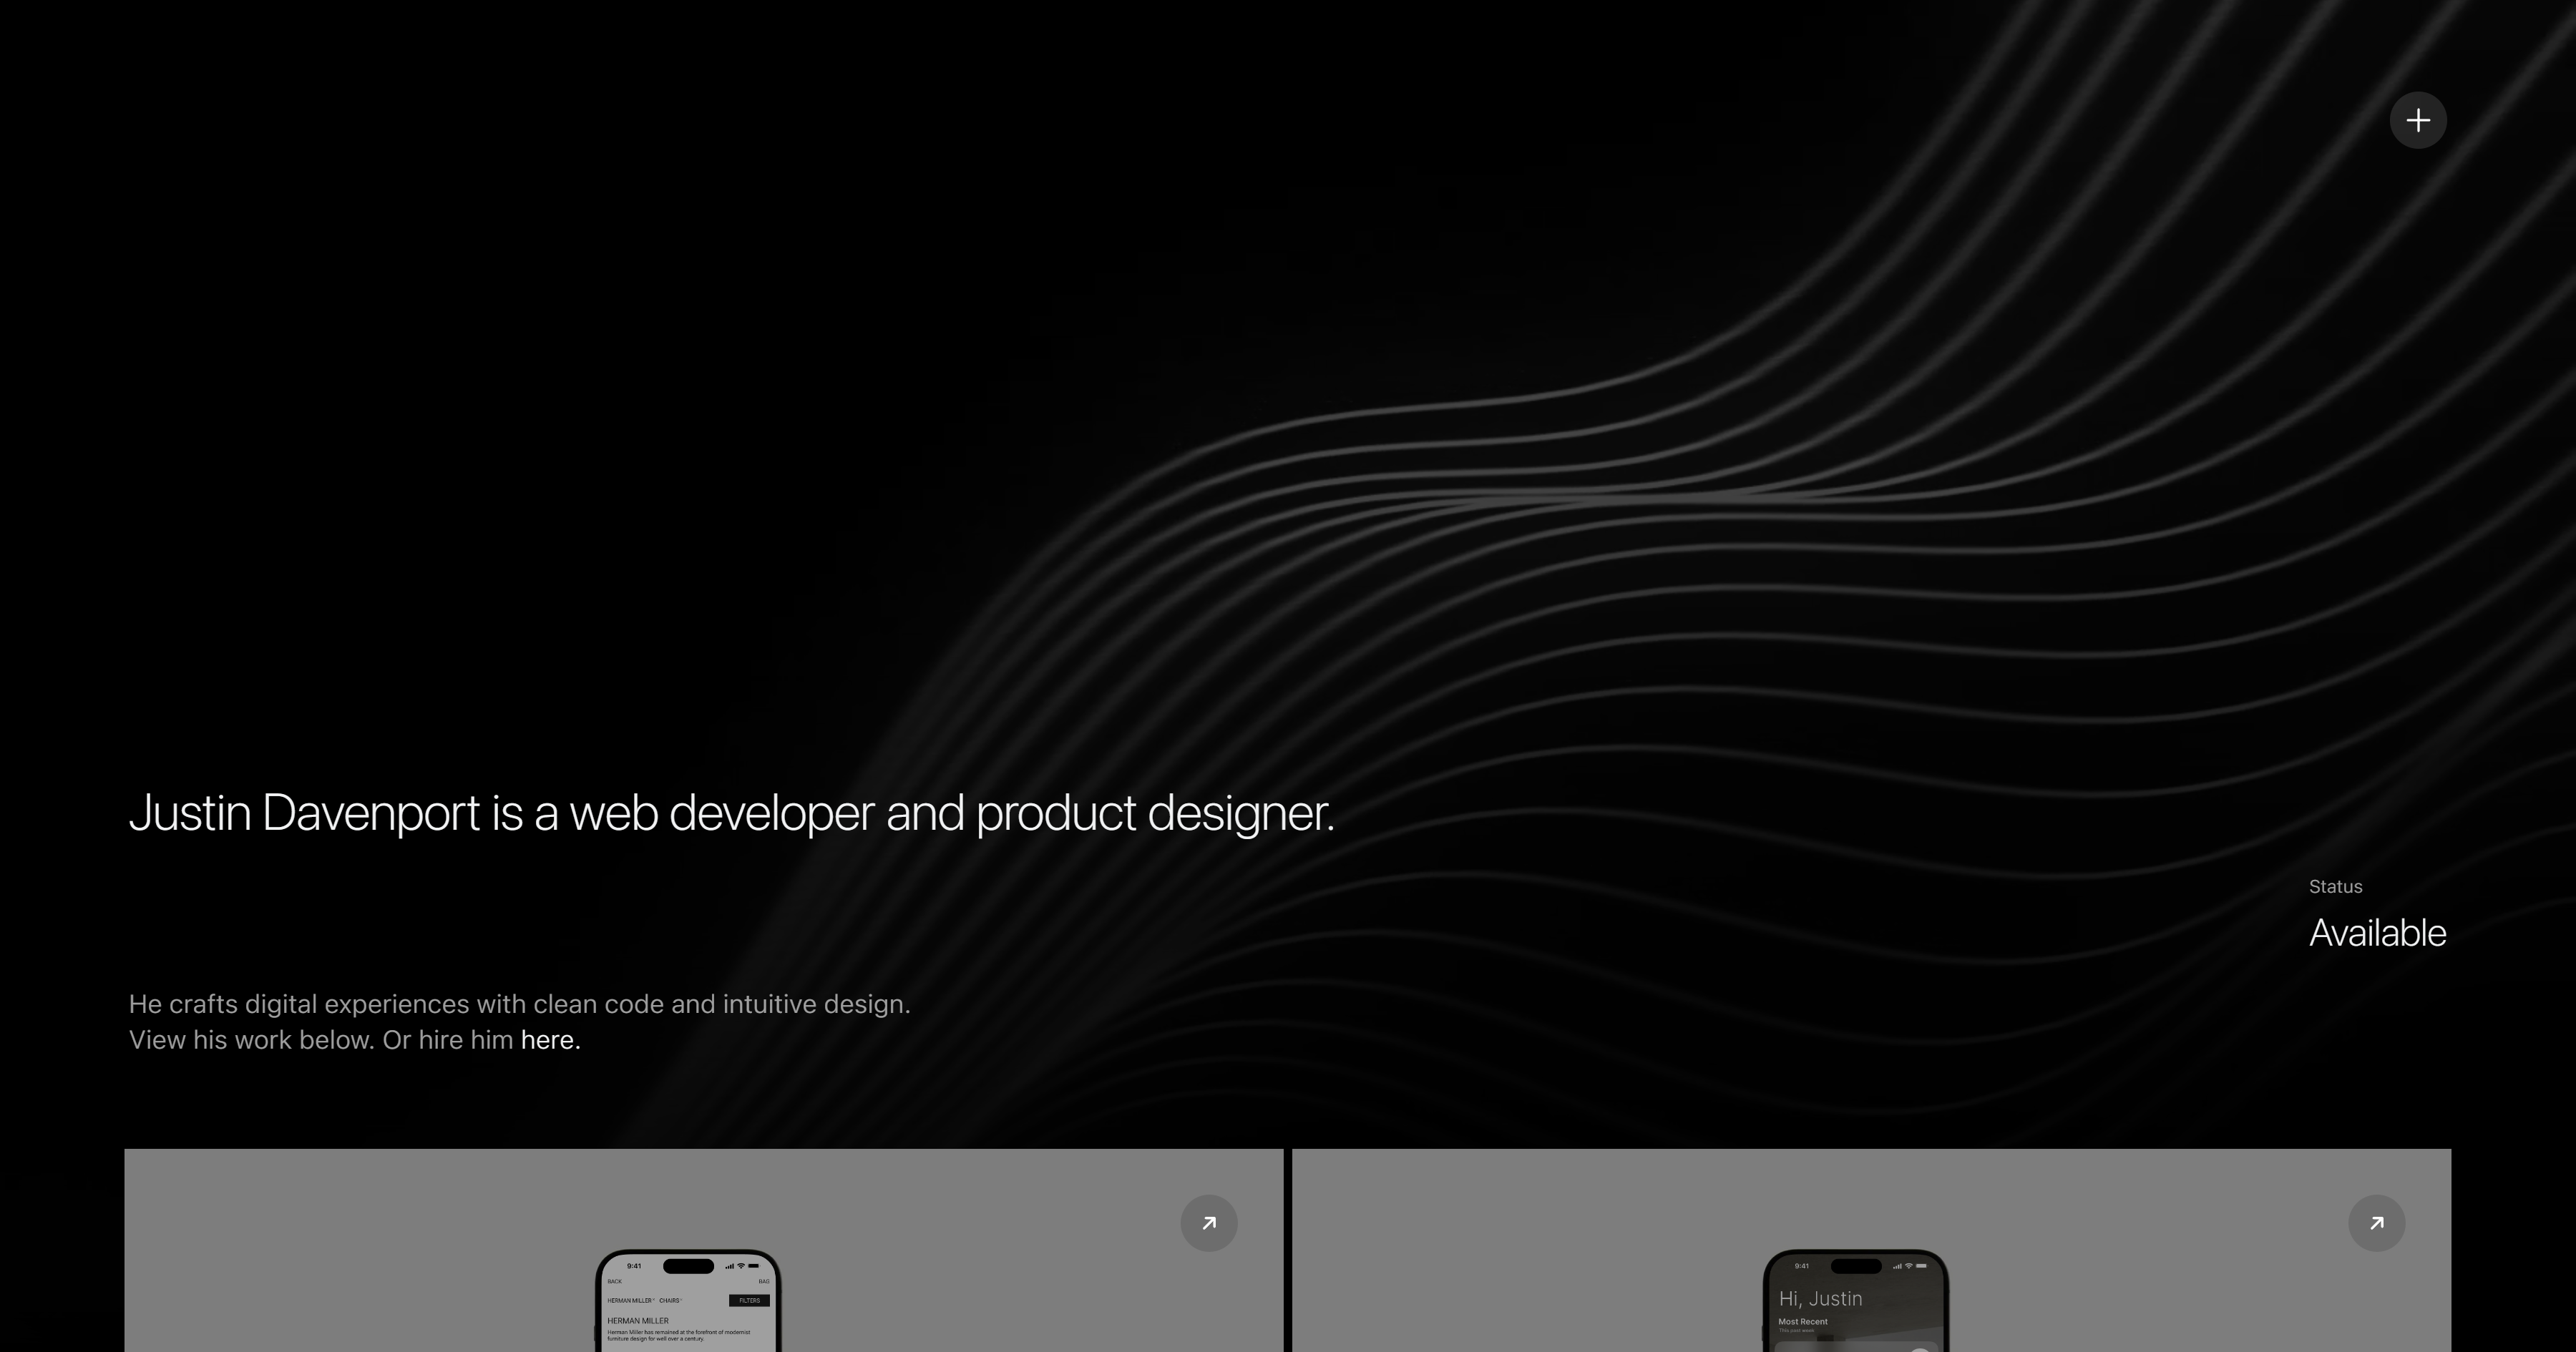 Justin Davenport is a web developer and product designer.
Status
Available
He crafts digital experiences with clean code and intuitive design.
View his work below. Or hire him here.
9:41
BACK
BAG
HERMAN MILLER CHAIRS
FILTERS
HERMAN MILLER
Herman Miller has remained at the forefront of modernist
furniture design for well over a century.
9:41
Hi, Justin
Most Recent
This past week